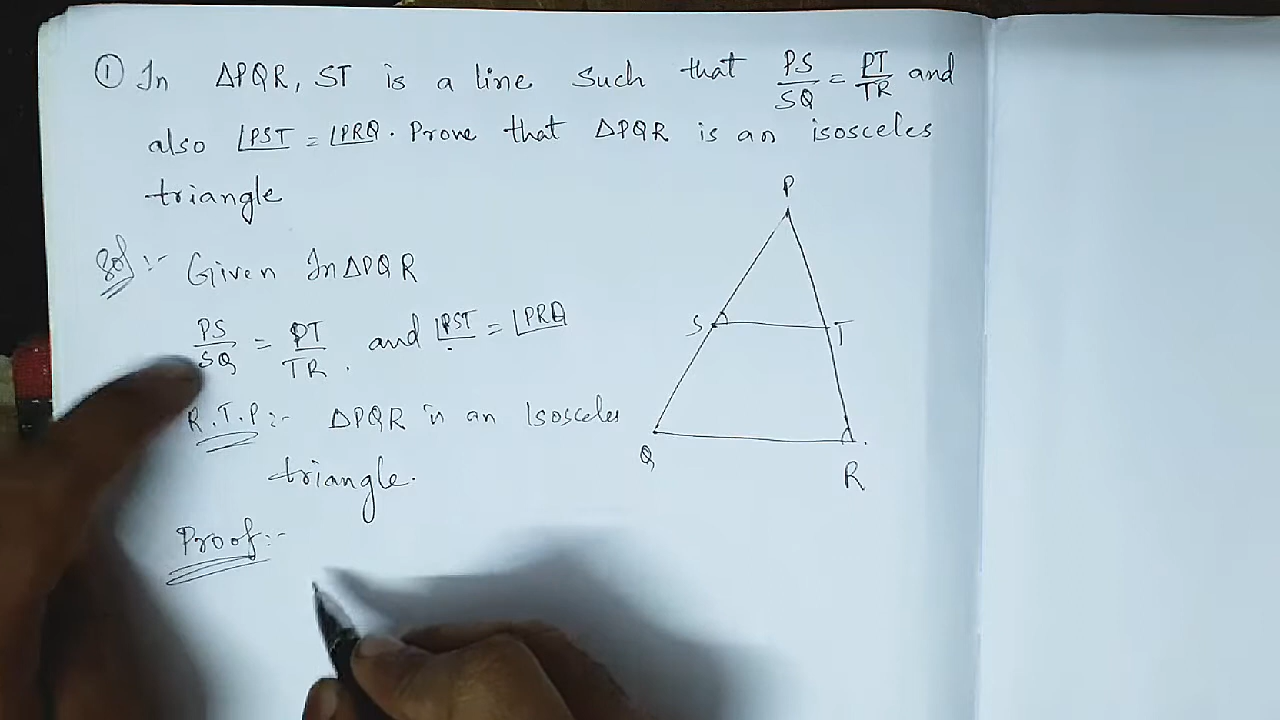 ① In ΔPQR, ST is a line Such that PS/SQ = PT/TR and
also ∠PST = ∠PRQ. Prove that ΔPQR is an isosceles
triangle
Sol:- Given In ΔPQR
PS/SQ = PT/TR. and ∠PST = ∠PRQ
R.T.P:- ΔPQR is an Isosceles
triangle.
Proof:-
P
S T
Q R